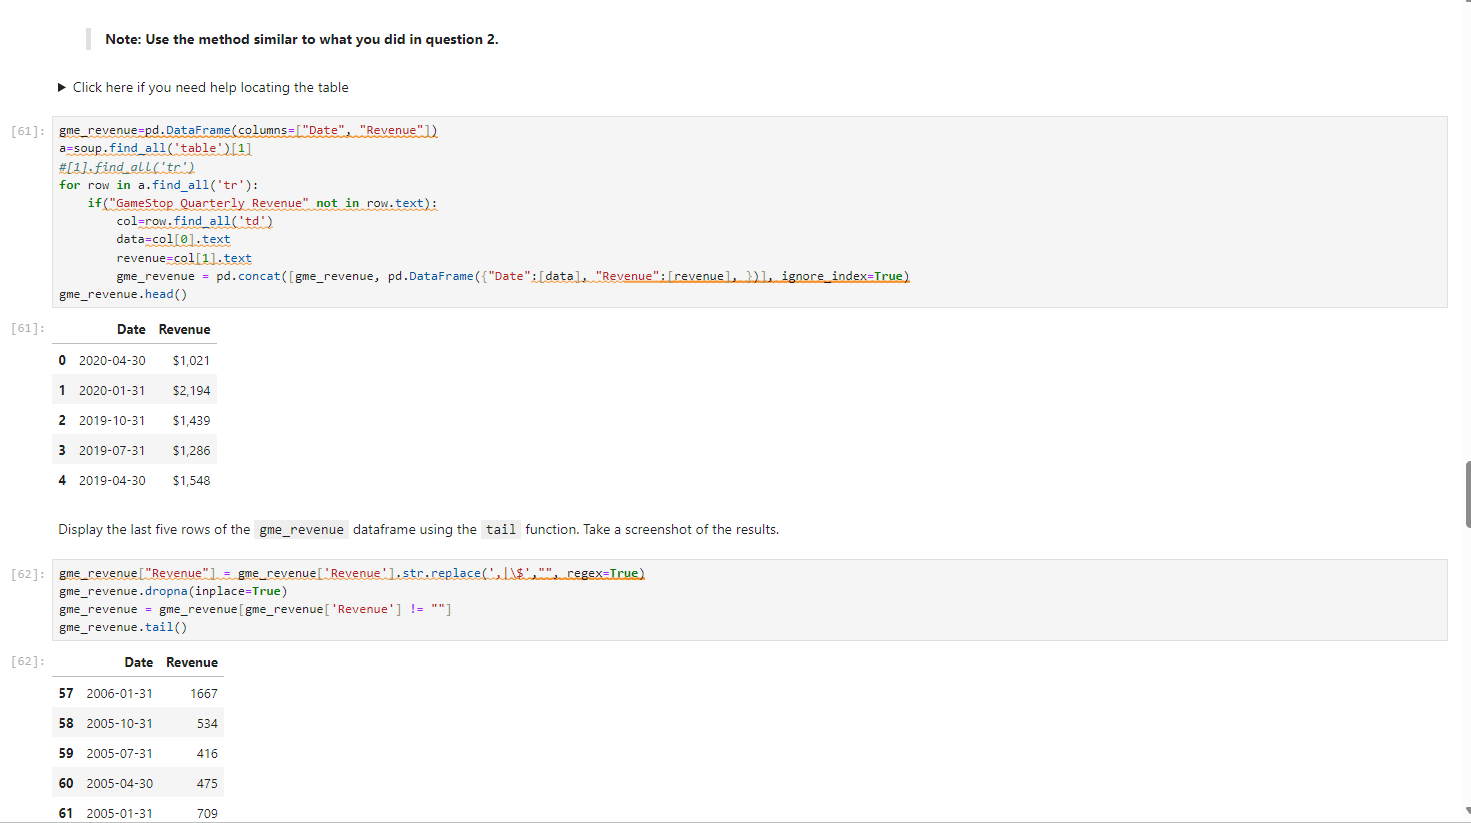 Note: Use the method similar to what you did in question 2.
▶ Click here if you need help locating the table
[61]: gme_revenue=pd.DataFrame(columns=["Date", "Revenue"])
a=soup.find_all('table')[1]
#[1].find_all('tr')
for row in a.find_all('tr'):
    if("GameStop Quarterly Revenue" not in row.text):
        col=row.find_all('td')
        data=col[0].text
        revenue=col[1].text
        gme_revenue = pd.concat([gme_revenue, pd.DataFrame({"Date":[data], "Revenue":[revenue], })], ignore_index=True)
gme_revenue.head()
[61]: Date Revenue
0 2020-04-30 $1,021
1 2020-01-31 $2,194
2 2019-10-31 $1,439
3 2019-07-31 $1,286
4 2019-04-30 $1,548
Display the last five rows of the gme_revenue dataframe using the tail function. Take a screenshot of the results.
[62]: gme_revenue["Revenue"] = gme_revenue['Revenue'].str.replace(',|\$',"", regex=True)
gme_revenue.dropna(inplace=True)
gme_revenue = gme_revenue[gme_revenue['Revenue'] != ""]
gme_revenue.tail()
[62]: Date Revenue
57 2006-01-31 1667
58 2005-10-31 534
59 2005-07-31 416
60 2005-04-30 475
61 2005-01-31 709